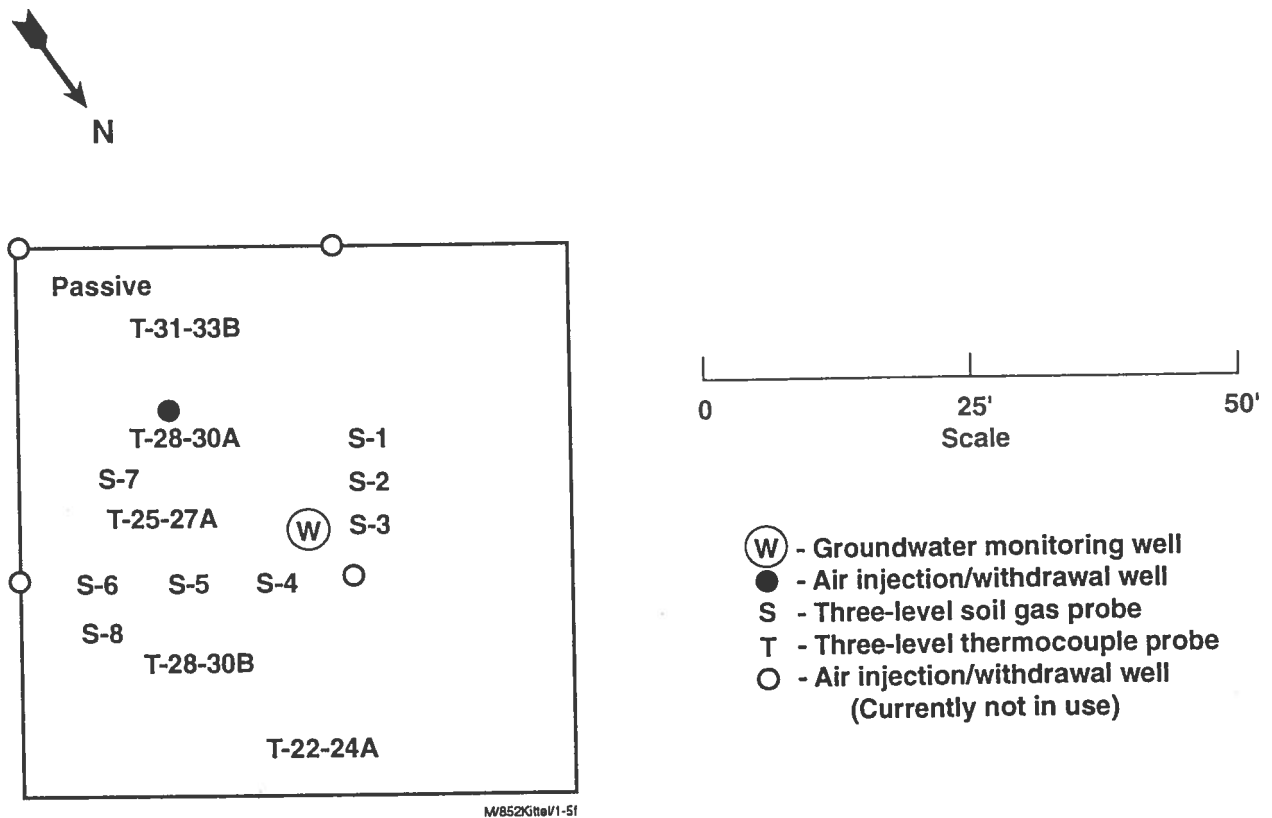 N
Passive
T-31-33B
T-28-30A
S-1
S-7
S-2
T-25-27A
W
S-3
S-6
S-5
S-4
S-8
T-28-30B
T-22-24A
M/852Kittel/1-5f
0
25'
50'
Scale
W - Groundwater monitoring well
- Air injection/withdrawal well
S - Three-level soil gas probe
T - Three-level thermocouple probe
- Air injection/withdrawal well
(Currently not in use)